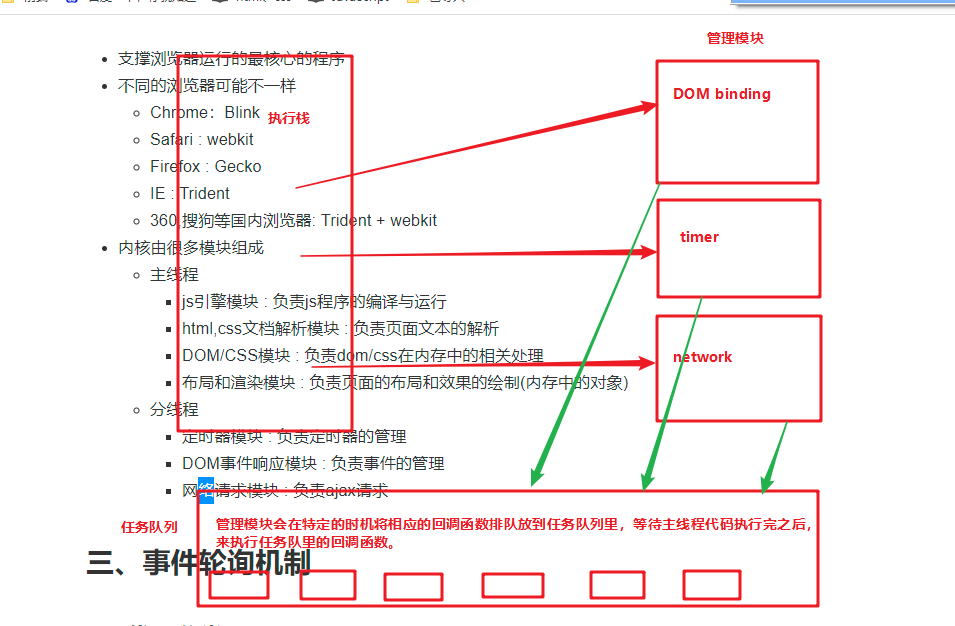 管理模块
支撑浏览器运行的最核心的程序
不同的浏览器可能不一样
DOM binding
Chrome：Blink
执行栈
Safari : webkit
Firefox : Gecko
IE : Trident
360,搜狗等国内浏览器: Trident + webkit
timer
内核由很多模块组成
主线程
js引擎模块 : 负责js程序的编译与运行
html,css文档解析模块 : 负责页面文本的解析
DOM/CSS模块 : 负责dom/css在内存中的相关处理
network
布局和渲染模块 : 负责页面的布局和效果的绘制(内存中的对象)
分线程
定时器模块 : 负责定时器的管理
DOM事件响应模块 : 负责事件的管理
网络请求模块 : 负责ajax请求
任务队列
管理模块会在特定的时机将相应的回调函数排队放到任务队列里，等待主线程代码执行完之后，
来执行任务队里的回调函数。
三、事件轮询机制